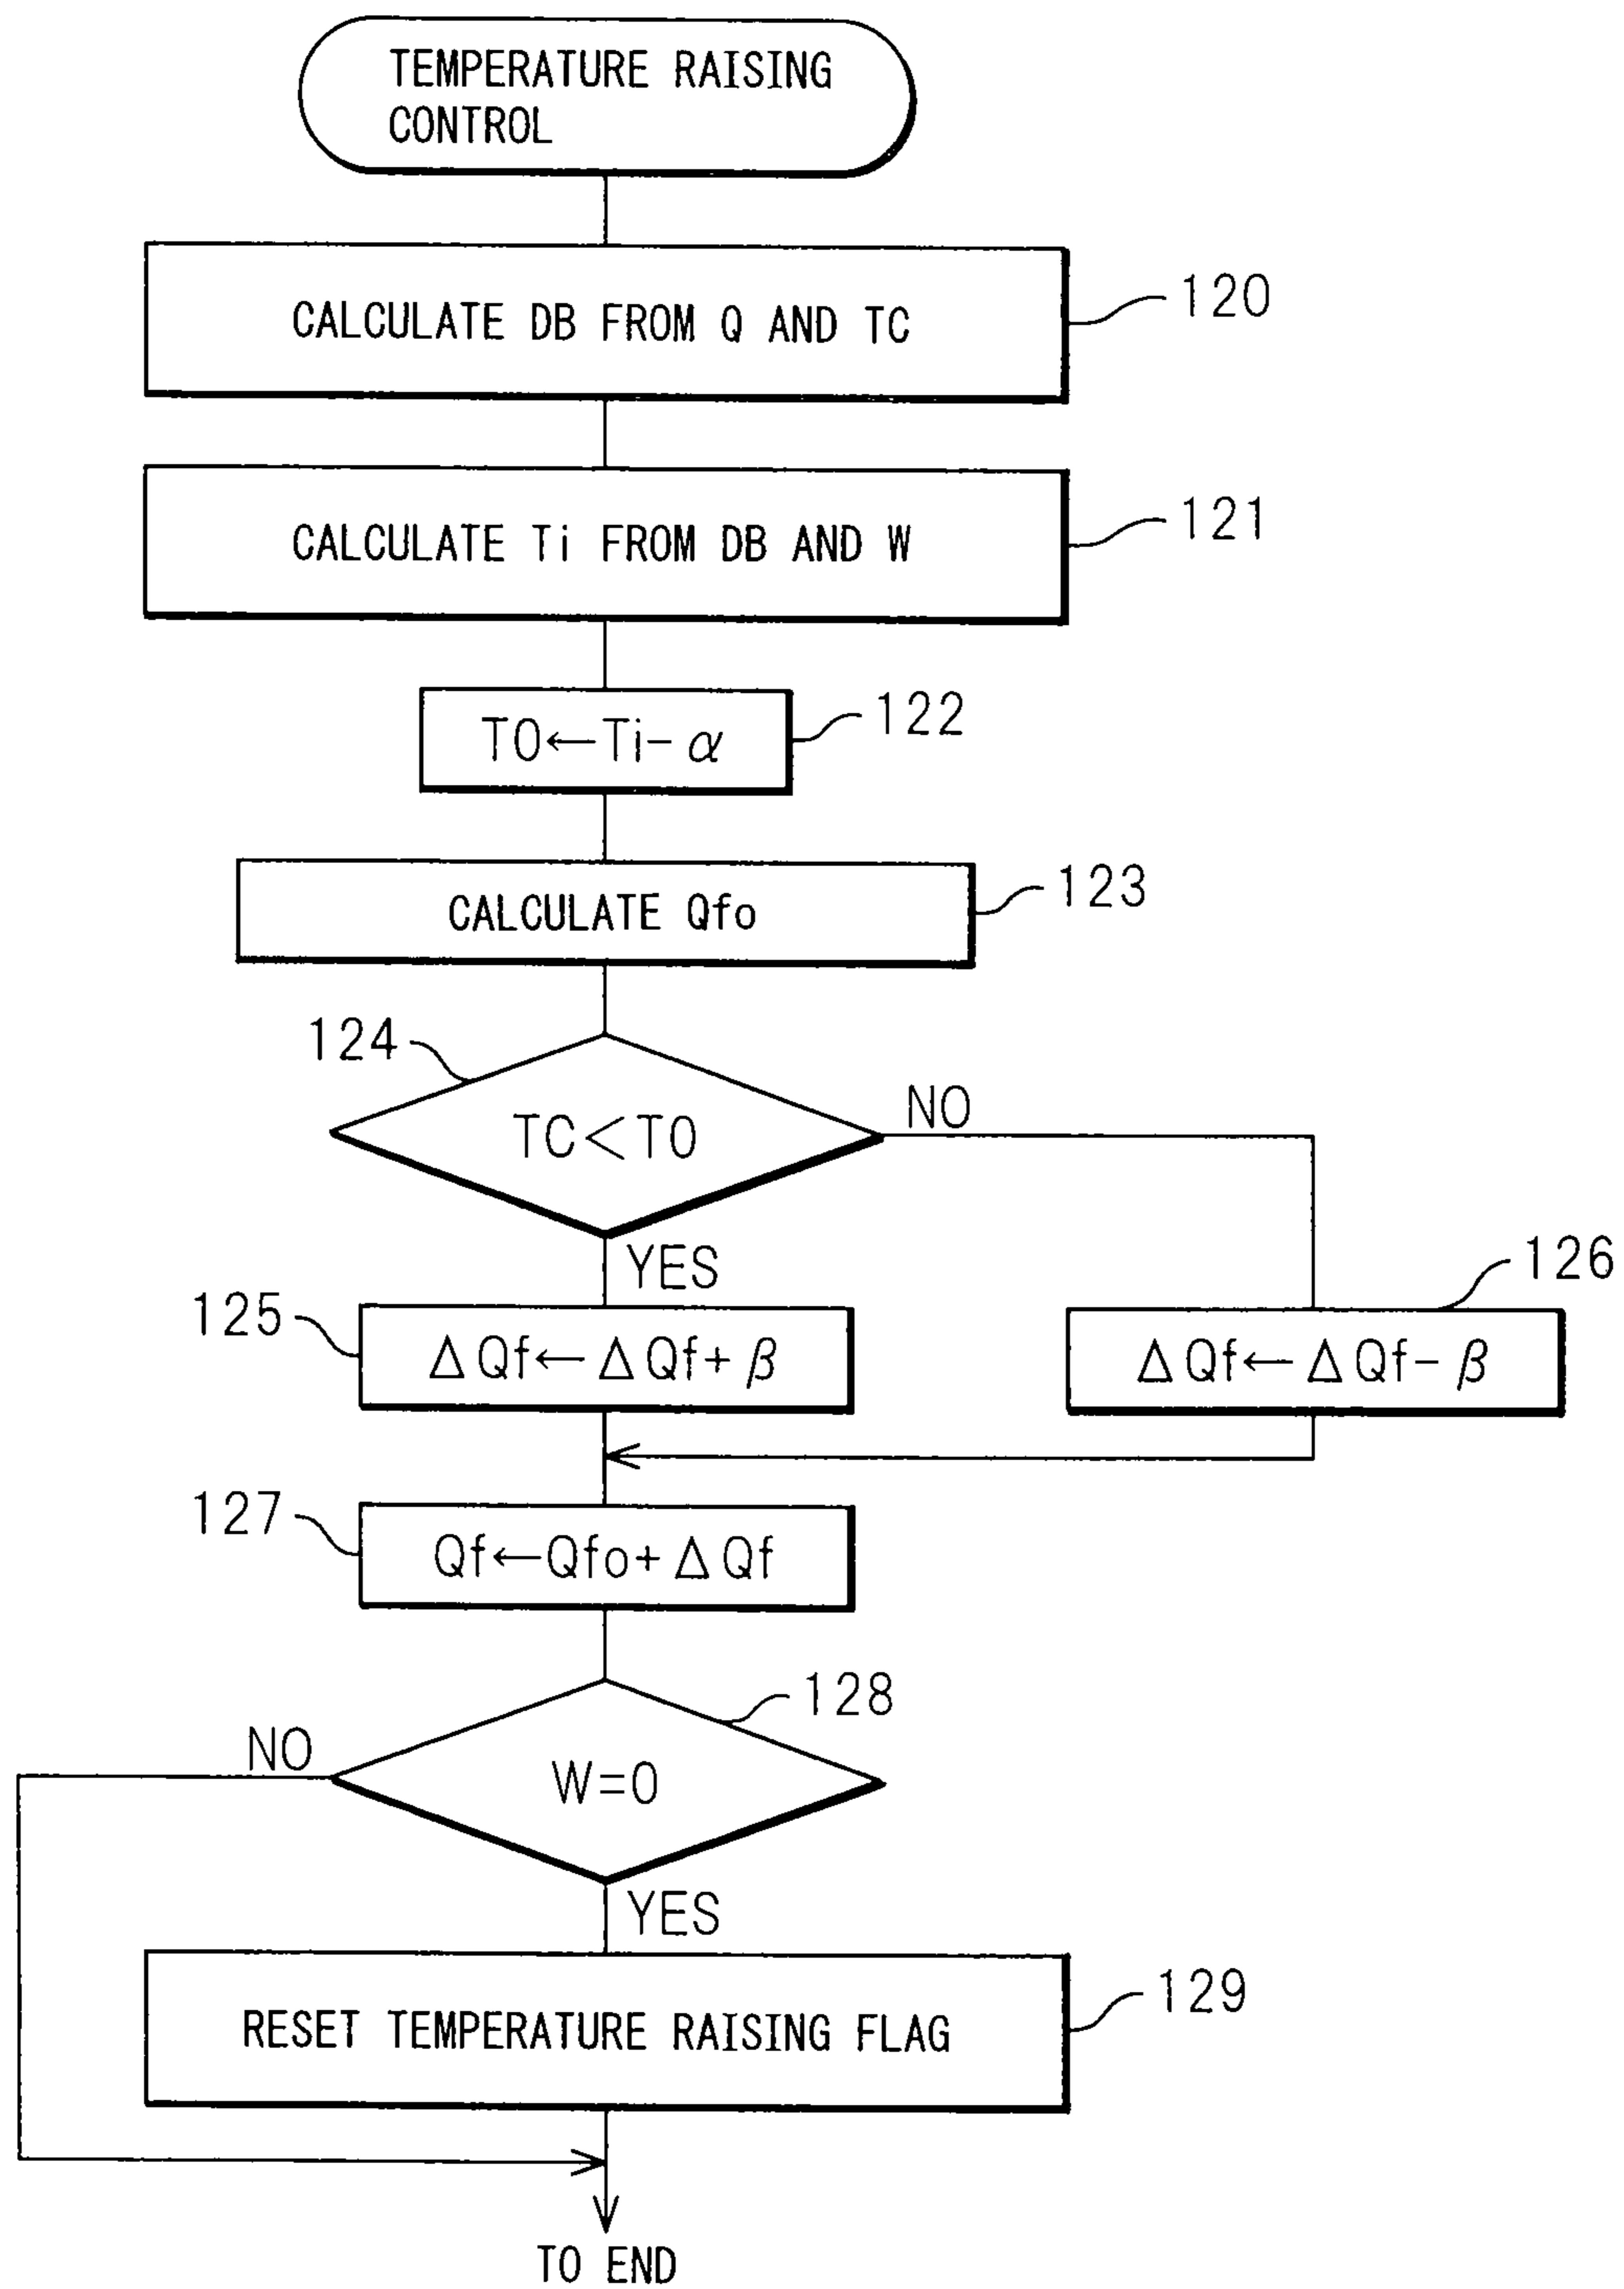 TEMPERATURE RAISING
CONTROL
CALCULATE DB FROM Q AND TC
120
CALCULATE Ti FROM DB AND W
121
T0←Ti-α
122
CALCULATE Qfo
123
124
TC<T0
NO
YES
125
ΔQf←ΔQf+β
126
ΔQf←ΔQf-β
127
Qf←Qfo+ΔQf
128
NO
W=0
YES
RESET TEMPERATURE RAISING FLAG
129
TO END